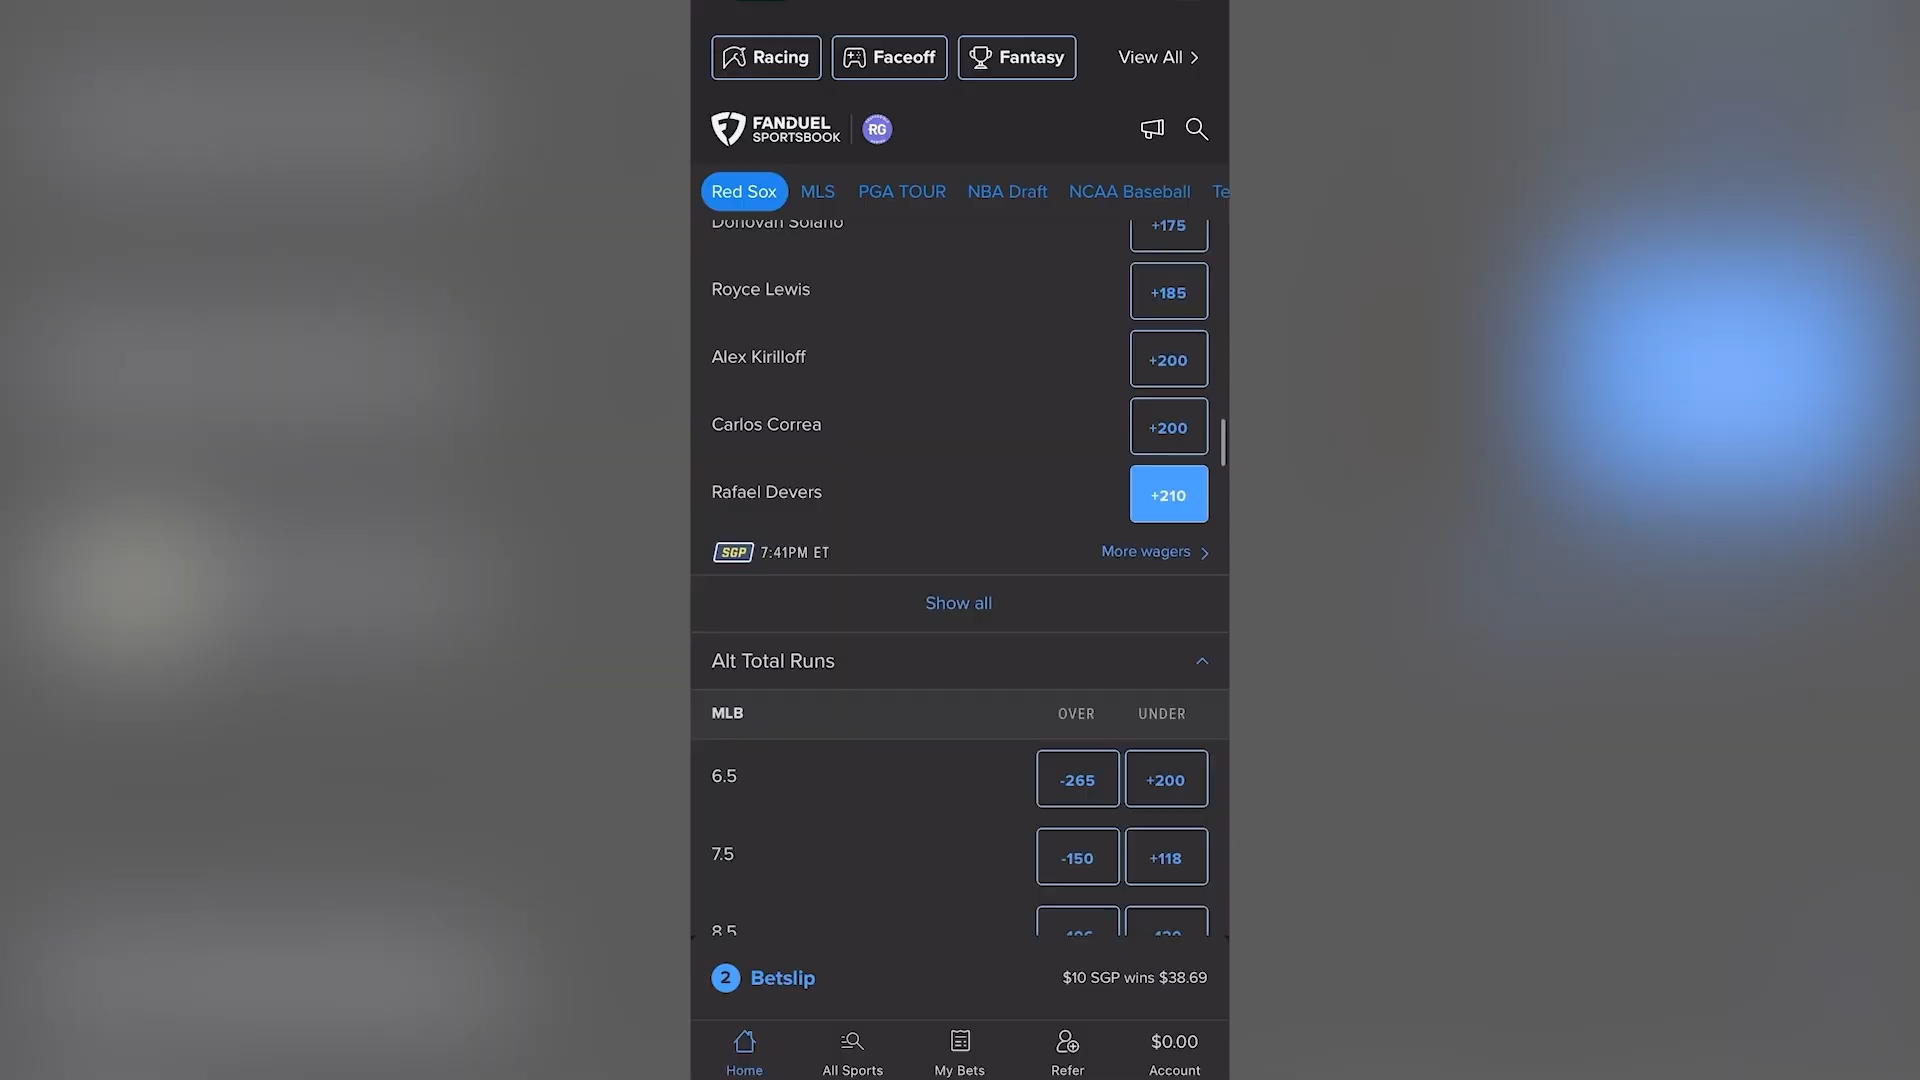 Racing Faceoff Fantasy View All
FANDUEL
SPORTSBOOK
RG
Red Sox MLS PGA TOUR NBA Draft NCAA Baseball Te
Donovan Solano +175
Royce Lewis +185
Alex Kirilloff +200
Carlos Correa +200
Rafael Devers +210
SGP 7:41PM ET More wagers
Show all
Alt Total Runs
MLB OVER UNDER
6.5 -265 +200
7.5 -150 +118
8.5
2 Betslip $10 SGP wins $38.69
$0.00
Home All Sports My Bets Refer Account